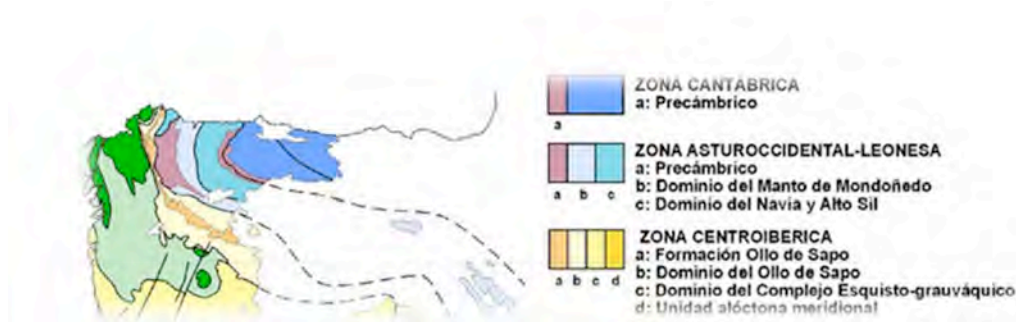 ZONA CANTÁBRICA
a: Precámbrico
a
ZONA ASTUROCCIDENTAL-LEONESA
a: Precámbrico
b: Dominio del Manto de Mondoñedo
c: Dominio del Navia y Alto Sil
a b c
ZONA CENTROIBERICA
a: Formación Ollo de Sapo
b: Dominio del Ollo de Sapo
c: Dominio del Complejo Esquisto-grauváquico
d: Unidad alóctona meridional
a b c d